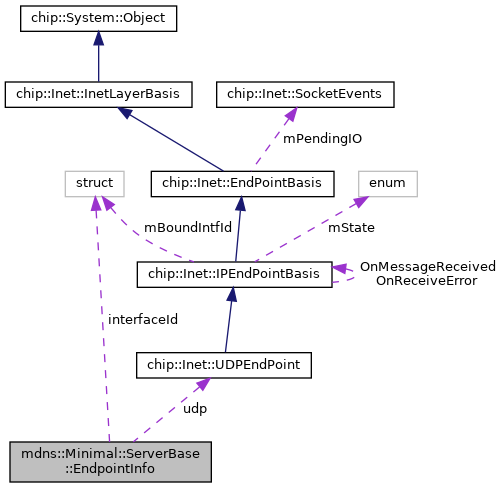 chip::System::Object
chip::Inet::InetLayerBasis
chip::Inet::SocketEvents
mPendingIO
struct
chip::Inet::EndPointBasis
enum
mBoundIntfId
mState
chip::Inet::IPEndPointBasis
OnMessageReceived
OnReceiveError
interfaceId
chip::Inet::UDPEndPoint
udp
mdns::Minimal::ServerBase
::EndpointInfo